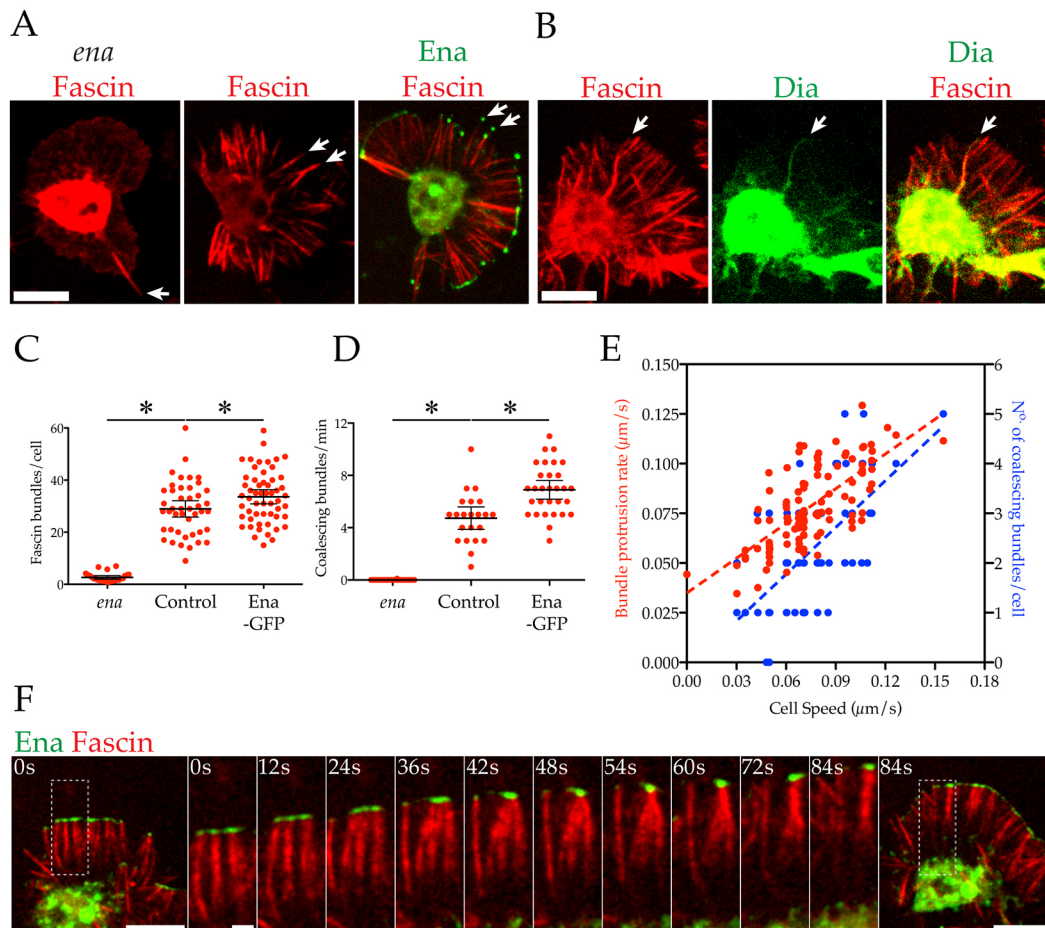 A
B
ena
Ena
Dia
Fascin
Fascin
Fascin
Fascin
Dia
Fascin
C
D
E
*
*
*
*
Fascin bundles/cell
60
40
20
0
ena
Control
Ena
-GFP
Coalescing bundles/min
12
8
4
0
ena
Control
Ena
-GFP
Bundle protrusion rate (µm/s)
0.150
0.125
0.100
0.075
0.050
0.025
0.000
6
5
4
3
2
1
0
Nº. of coalescing bundles/cell
0.00
0.03
0.06
0.09
0.12
0.15
0.18
Cell Speed (µm/s)
F
Ena Fascin
0s
0s
12s
24s
36s
42s
48s
54s
60s
72s
84s
84s